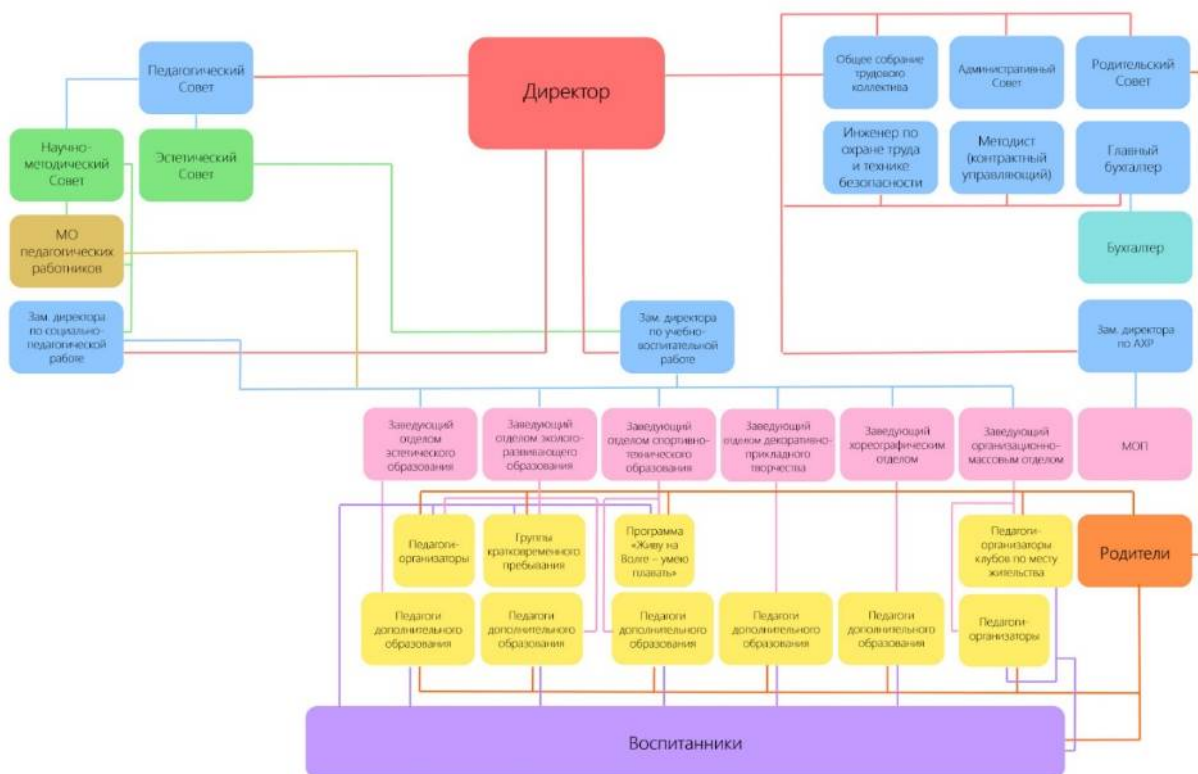 Директор
Педагогический
Совет
Общее собрание
трудового
коллектива
Административный
Совет
Родительский
Совет
Научно-
методический
Совет
Эстетический
Совет
Инженер по
охране труда
и технике
безопасности
Методист
(контрактный
управляющий)
Главный
бухгалтер
МО
педагогических
работников
Бухгалтер
Зам. директора
по социально-
педагогической
работе
Зам. директора
по учебно-
воспитательной
работе
Зам. директора
по АХР
Заведующий
отделом
эстетического
образования
Заведующий
отделом эколого-
развивающего
образования
Заведующий
отделом спортивно-
технического
образования
Заведующий
отделом декоративно-
прикладного
творчества
Заведующий
хореографическим
отделом
Заведующий
организационно-
массовым отделом
МОП
Педагоги-
организаторы
Группы
кратковременного
пребывания
Программа
«Живу на
Волге – умею
плавать»
Педагоги-
организаторы
клубов по месту
жительства
Родители
Педагоги
дополнительного
образования
Педагоги
дополнительного
образования
Педагоги
дополнительного
образования
Педагоги
дополнительного
образования
Педагоги
дополнительного
образования
Педагоги-
организаторы
Воспитанники